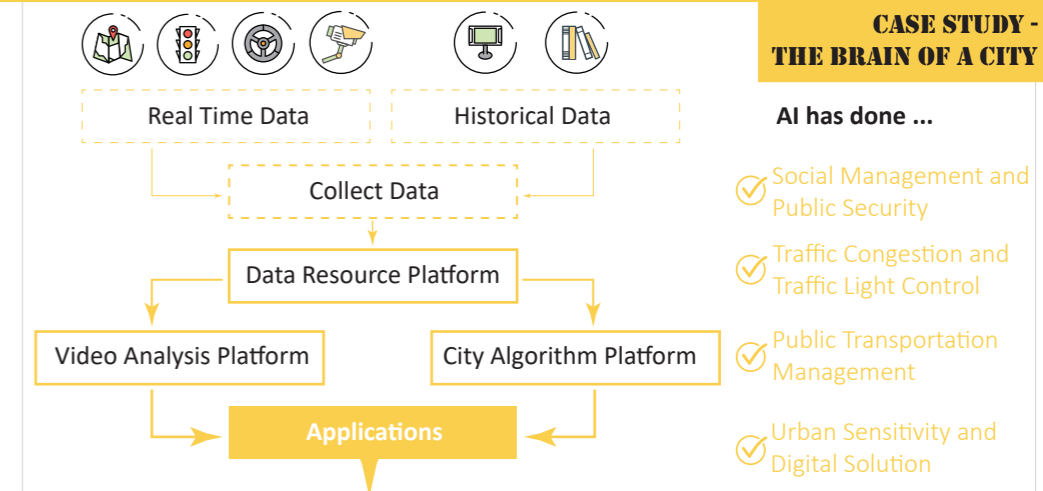 CASE STUDY -
THE BRAIN OF A CITY
Real Time Data
Historical Data
Collect Data
Data Resource Platform
Video Analysis Platform
City Algorithm Platform
Applications
AI has done ...
Social Management and
Public Security
Traffic Congestion and
Traffic Light Control
Public Transportation
Management
Urban Sensitivity and
Digital Solution